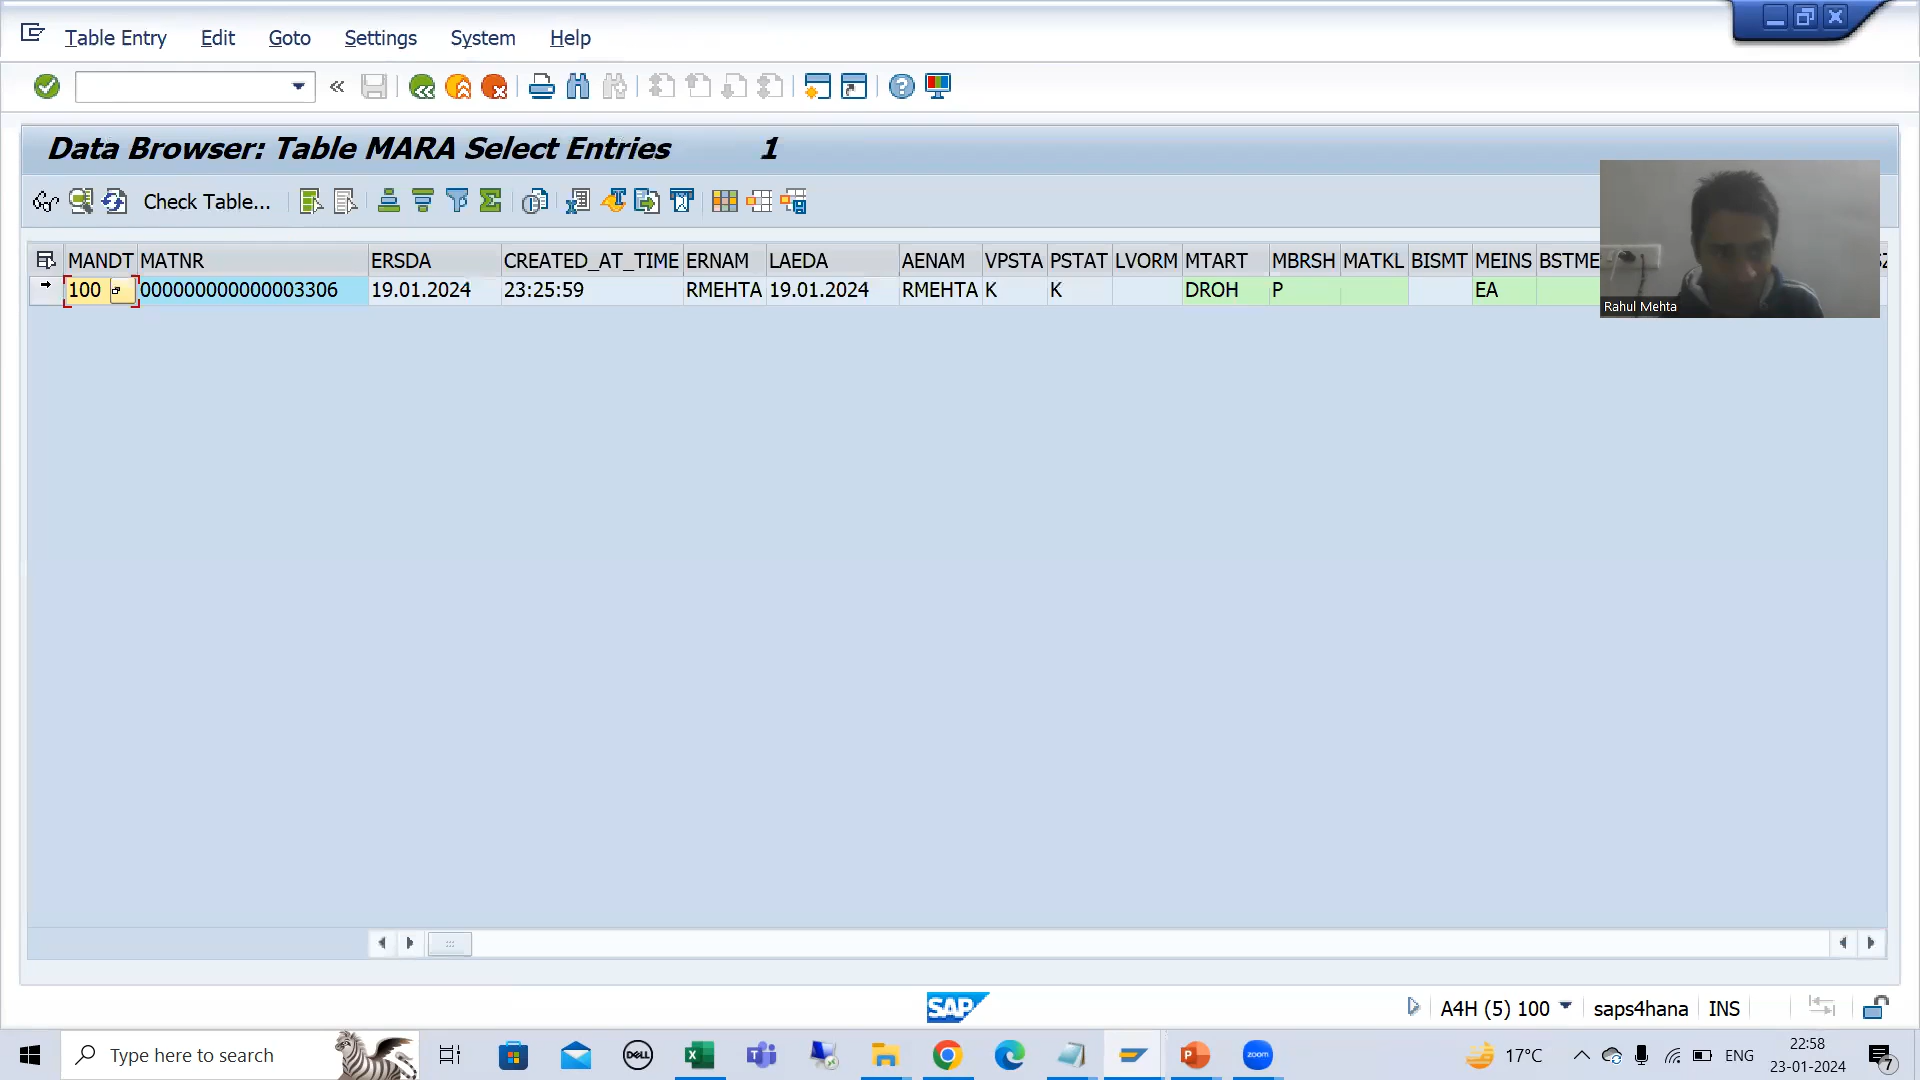 Table Entry Edit Goto Settings System Help
Data Browser: Table MARA Select Entries 1
Check Table...
MANDT MATNR ERSDA CREATED_AT_TIME ERNAM LAEDA AENAM VPSTA PSTAT LVORM MTART MBRSH MATKL BISMT MEINS BSTME
100 000000000000003306 19.01.2024 23:25:59 RMEHTA 19.01.2024 RMEHTA K K DROH P EA
Rahul Mehta
SAP
A4H (5) 100 saps4hana INS
Type here to search
DELL
zoom
17°C
ENG
22:58
23-01-2024
7